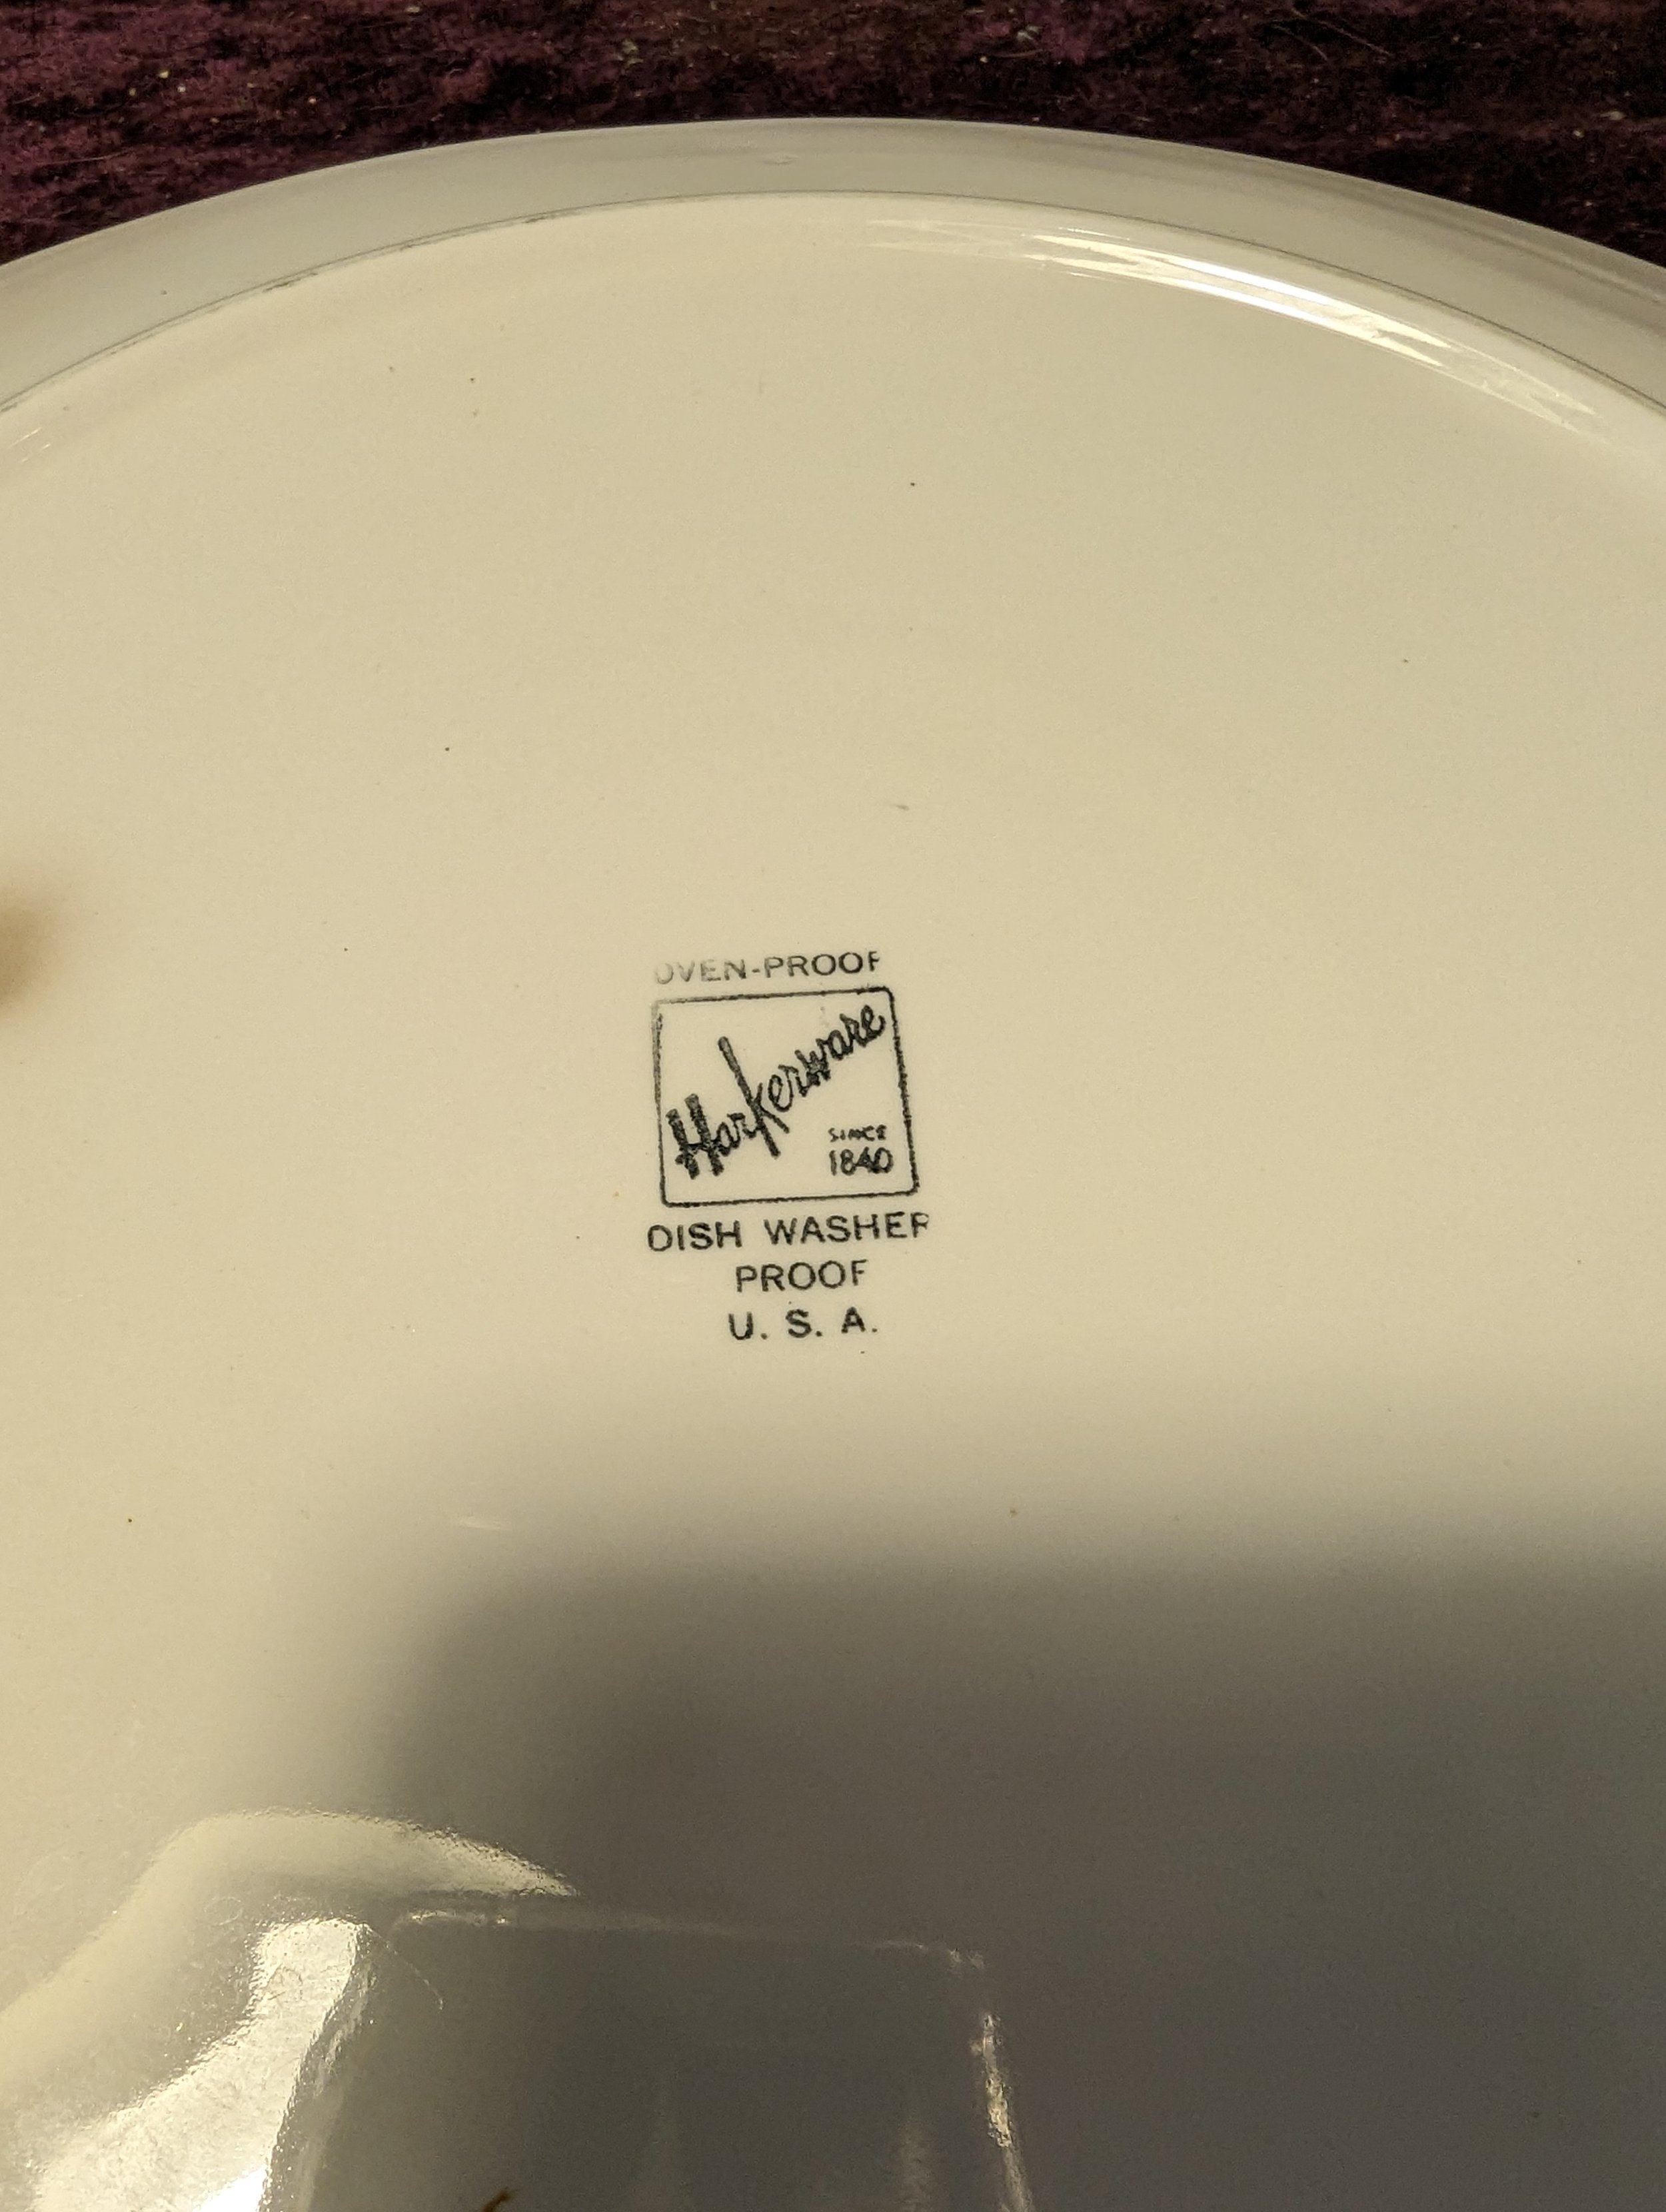 OVEN-PROOF
Harkerware
SINCE
1840
DISH WASHER
PROOF
U. S. A.